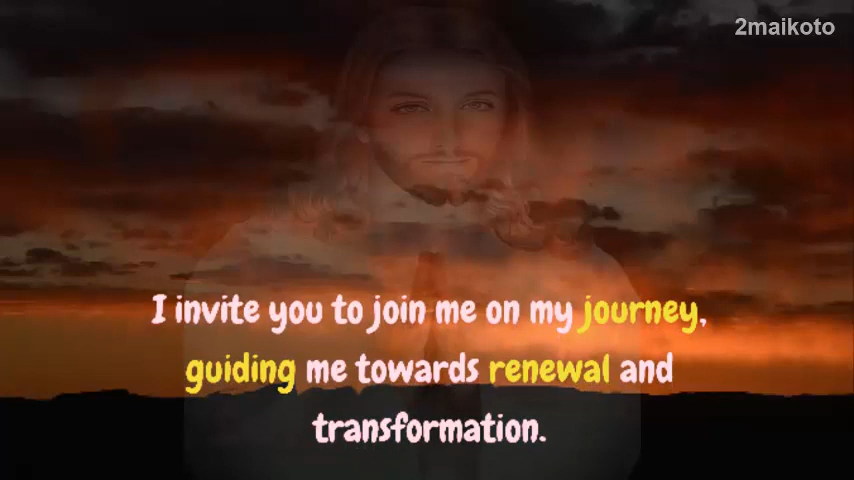 2maikoto
I invite you to join me on my journey,
guiding me towards renewal and
transformation.